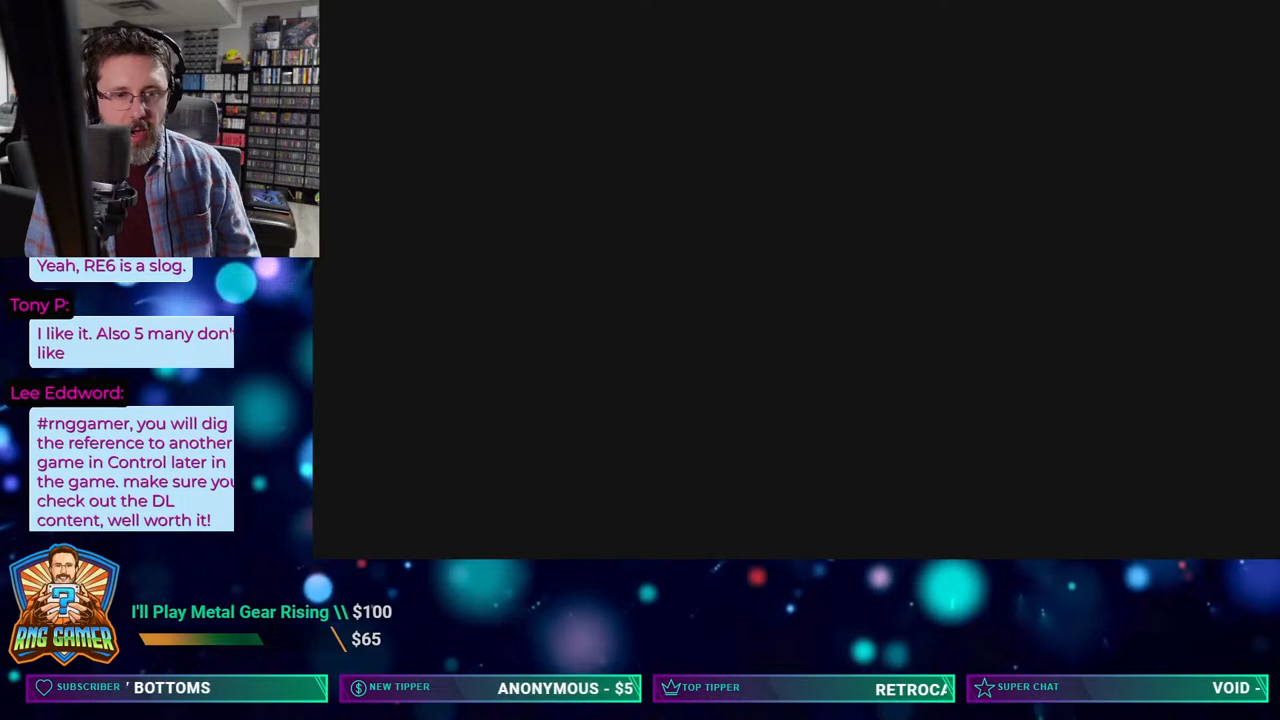 Yeah, RE6 is a slog.
Tony P:
I like it. Also 5 many don'
like
Lee Eddword:
#rnggamer, you will dig
the reference to another
game in Control later in
the game. make sure you
check out the DL
content, well worth it!
?
RNG GAMER
I'll Play Metal Gear Rising \\ $100
$65
SUBSCRIBER ' BOTTOMS
NEW TIPPER ANONYMOUS - $5
TOP TIPPER RETROCA
SUPER CHAT VOID -